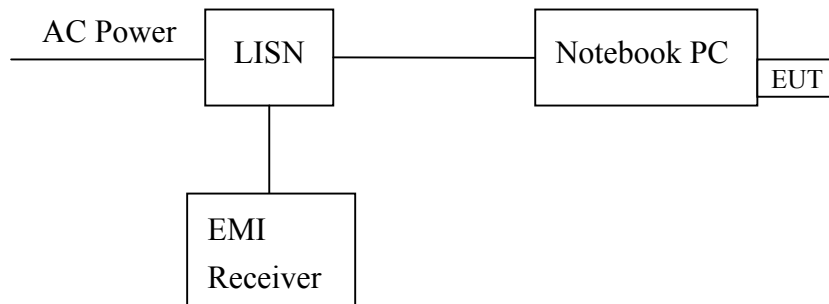 AC Power
LISN
Notebook PC
EUT
EMI
Receiver